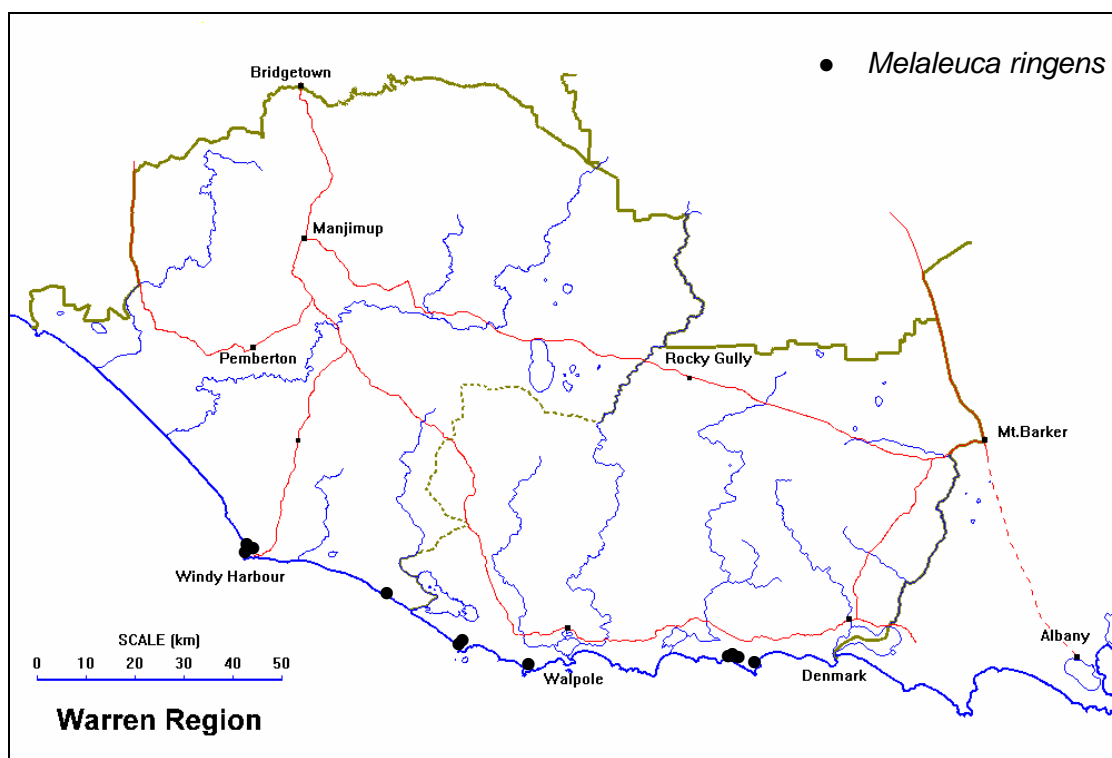 Melaleuca ringens
Bridgetown
Manjimup
Pemberton
Rocky Gully
Mt.Barker
Windy Harbour
SCALE (km)
0 10 20 30 40 50
Walpole
Denmark
Albany
Warren Region